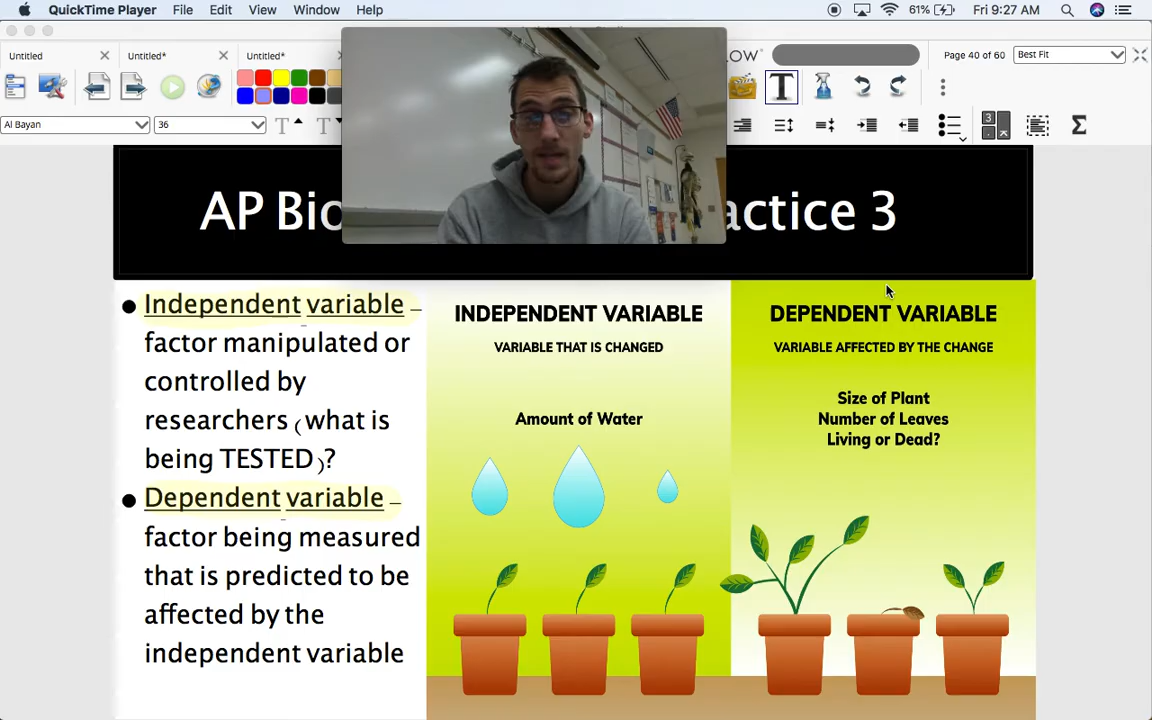 QuickTime Player File Edit View Window Help
61% Fri 9:27 AM
Untitled Untitled* Untitled*
Page 40 of 60 Best Fit
Al Bayan 36
AP Bio
actice 3
Independent variable –
factor manipulated or
controlled by
researchers (what is
being TESTED)?
Dependent variable –
factor being measured
that is predicted to be
affected by the
independent variable
INDEPENDENT VARIABLE
VARIABLE THAT IS CHANGED
Amount of Water
DEPENDENT VARIABLE
VARIABLE AFFECTED BY THE CHANGE
Size of Plant
Number of Leaves
Living or Dead?